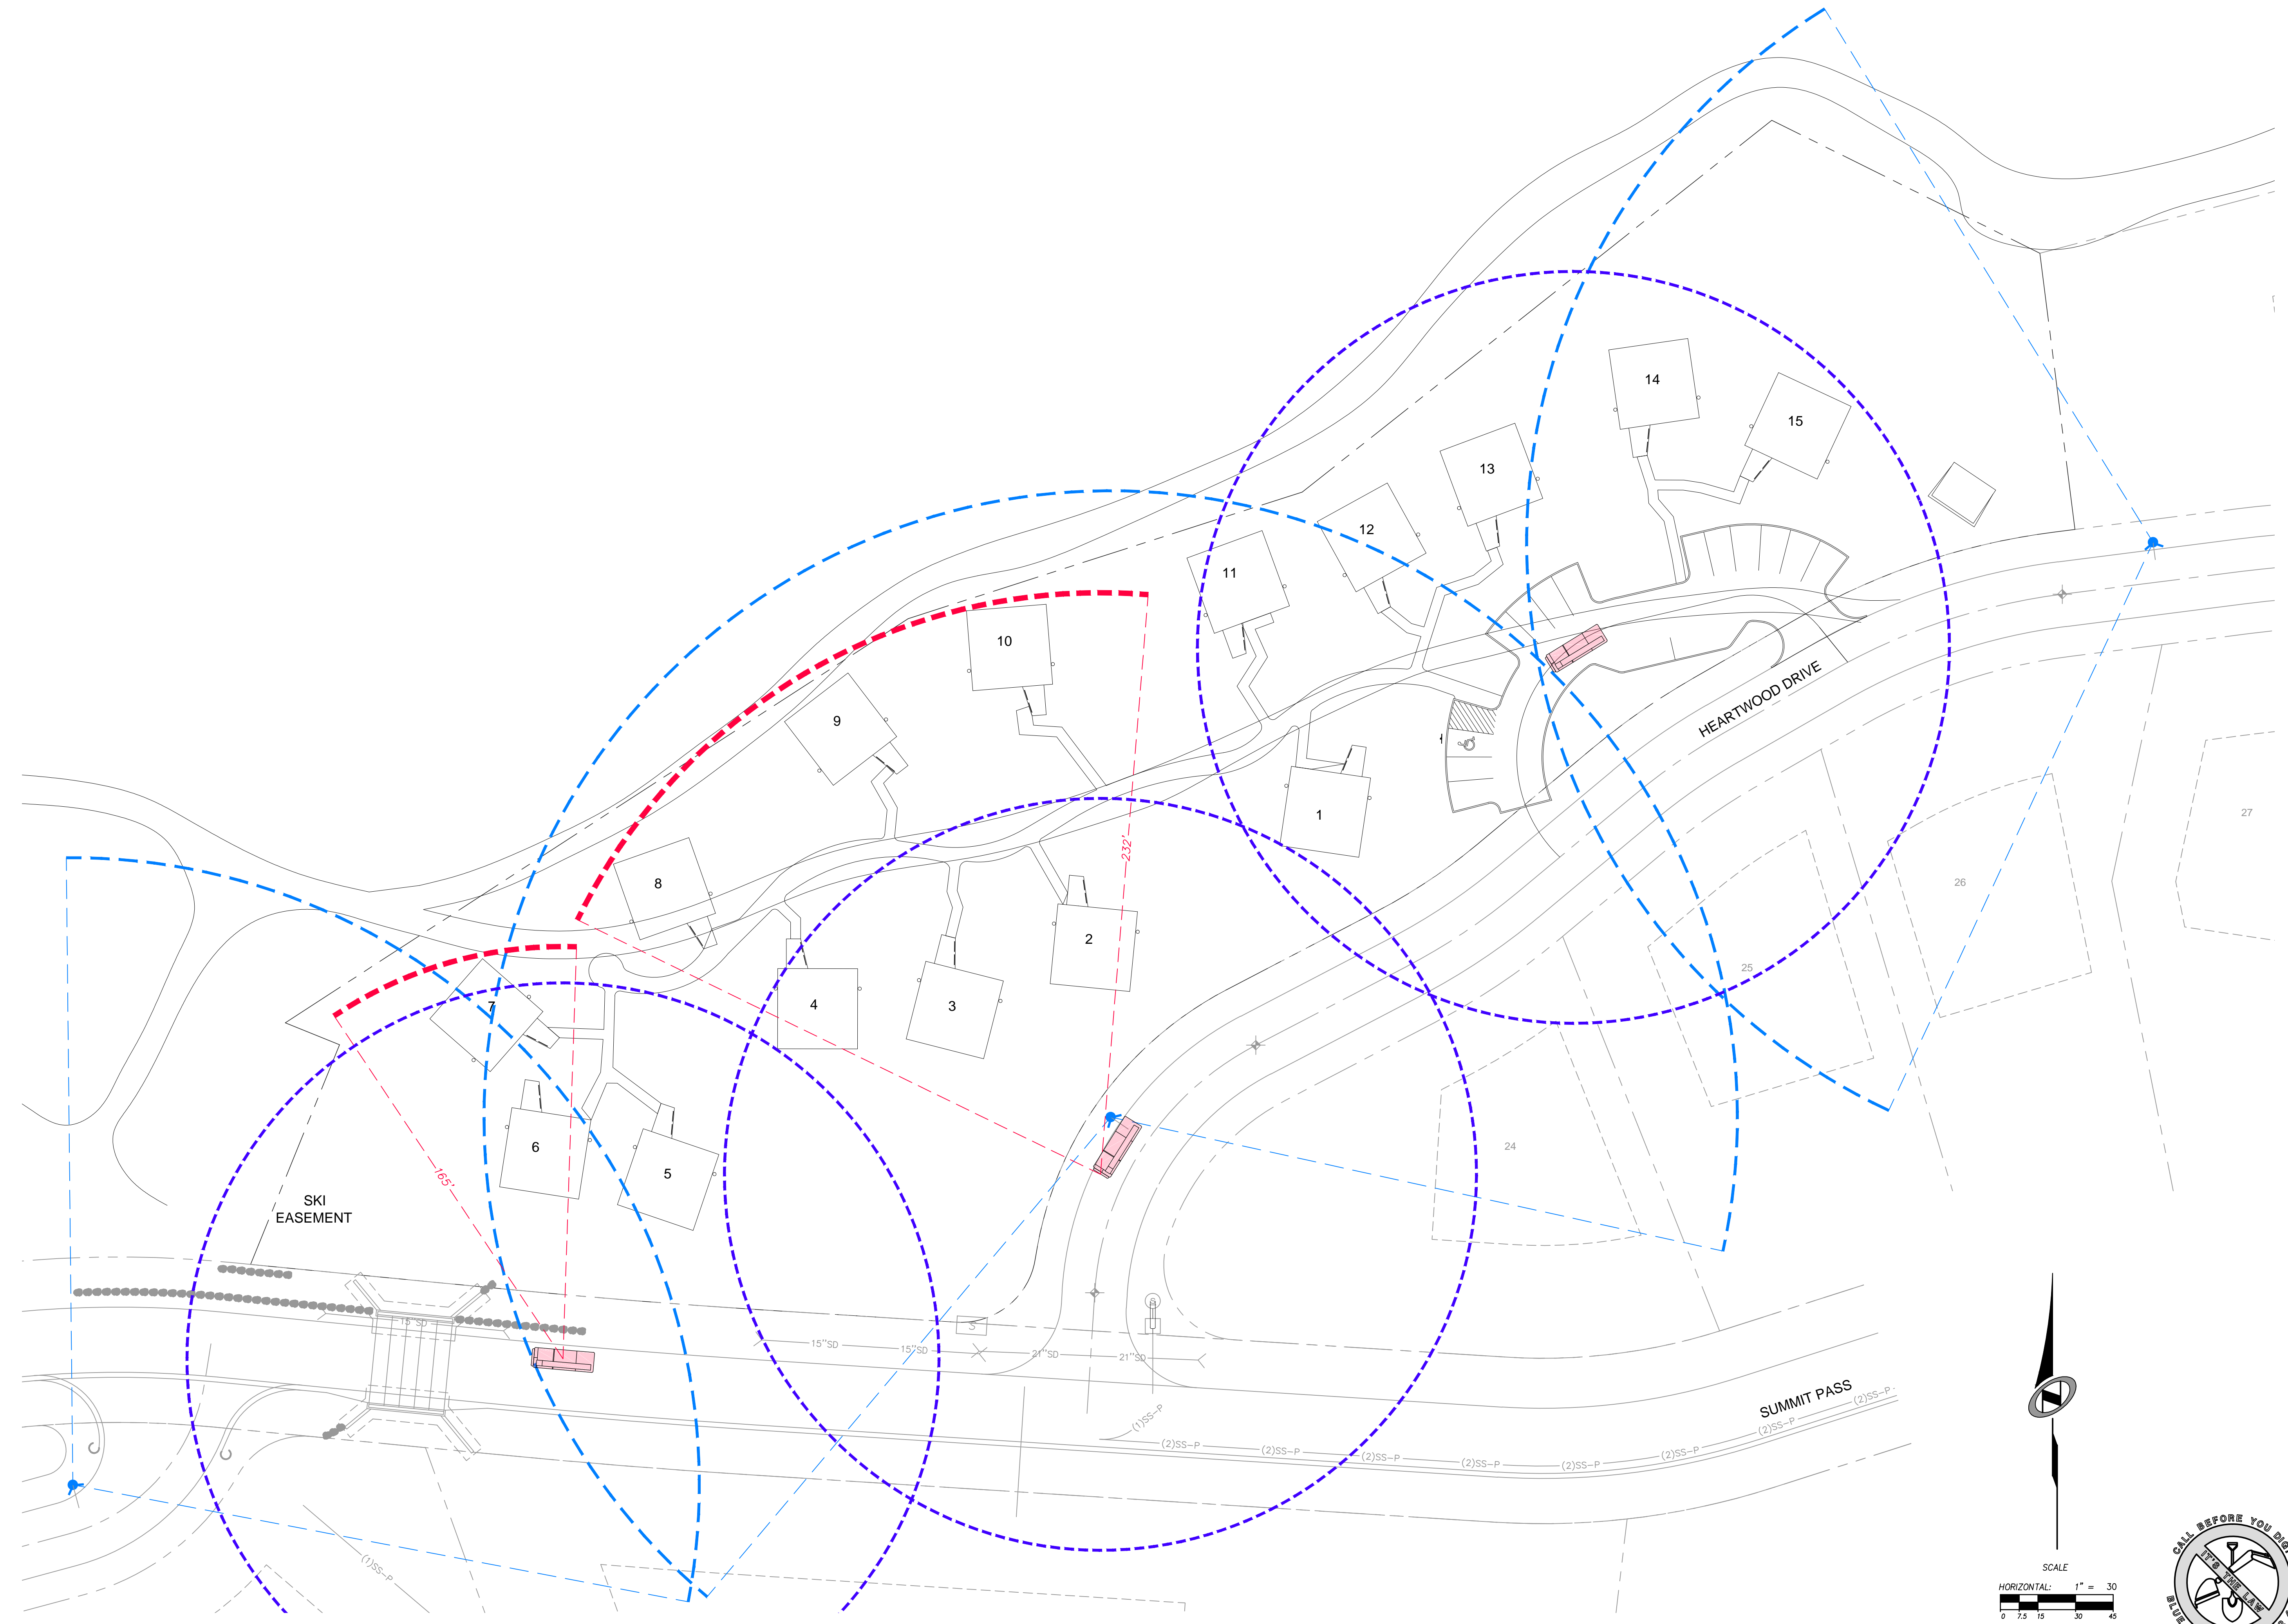 14
15
13
12
11
10
9
232'
1
HEARTWOOD DRIVE
27
26
25
8
2
4
3
7
6
5
24
165'
SKI
EASEMENT
15"SD
S
S
15"SD
15"SD
21"SD
21"SD
SUMMIT PASS
(1)SS-P
(2)SS-P
(2)SS-P
(2)SS-P
(2)SS-P
(2)SS-P
(2)SS-P
(2)SS-P
(2)SS-P
(1)SS-P
SCALE
HORIZONTAL: 1" = 30
0 7.5 15 30 45
CALL BEFORE YOU DIG!
IT'S THE LAW